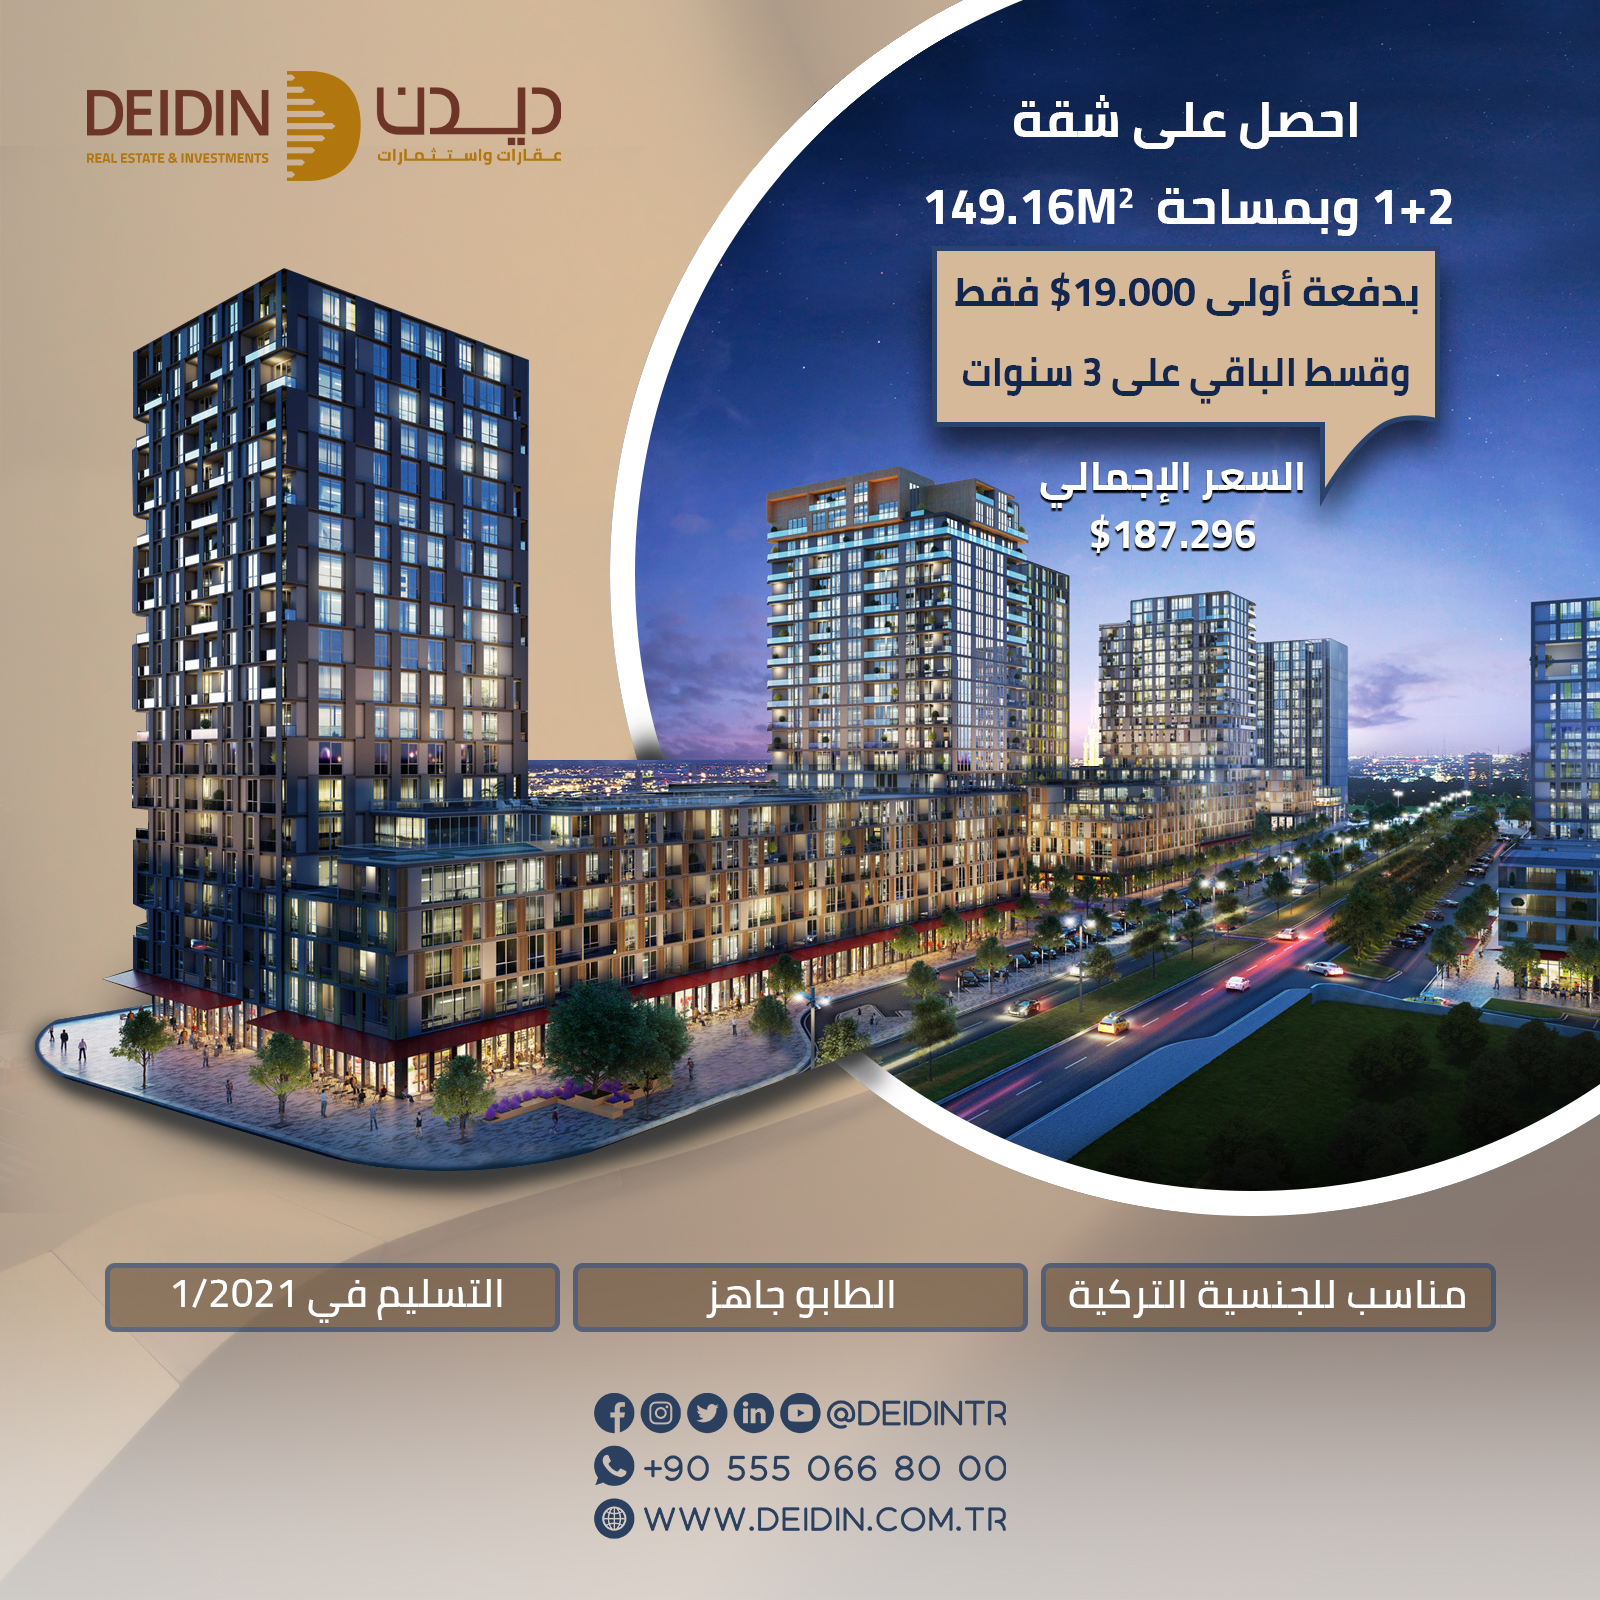 DEIDIN
REAL ESTATE & INVESTMENTS
ديدن
عقارات واستثمارات
احصل على شقة
2+1 وبمساحة 149.16M²
بدفعة أولى 19.000$ فقط
وقسط الباقي على 3 سنوات
السعر الإجمالي
$187.296
مناسب للجنسية التركية
الطابو جاهز
التسليم في 1/2021
@DEIDINTR
+90 555 066 80 00
WWW.DEIDIN.COM.TR